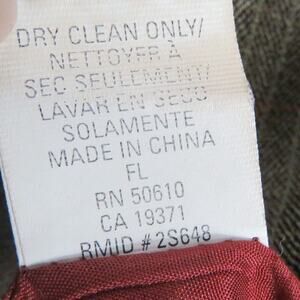 DRY CLEAN ONLY/
NETTOYER À
SEC SEULEMENT/
LAVAR EN SECO
SOLAMENTE
MADE IN CHINA
FL
RN 50610
CA 19371
RMID # 2S648